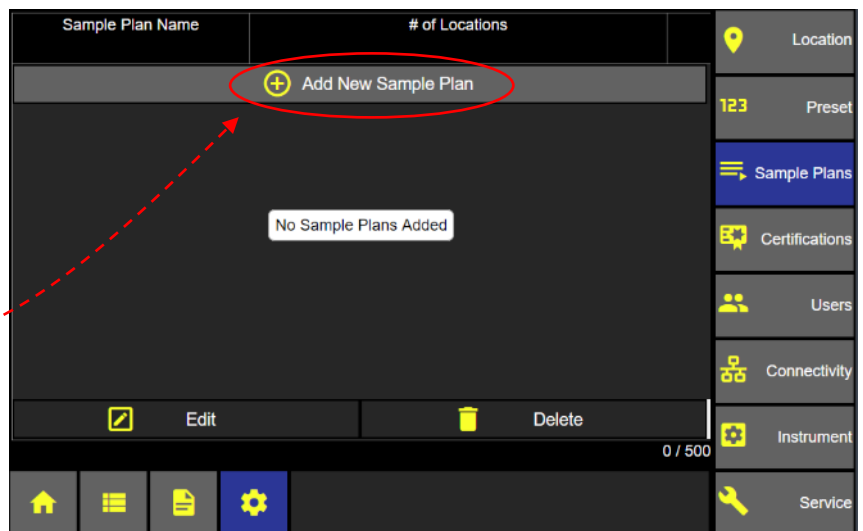 Sample Plan Name
# of Locations
Add New Sample Plan
No Sample Plans Added
Edit
Delete
0 / 500
Location
123 Preset
Sample Plans
Certifications
Users
Connectivity
Instrument
Service